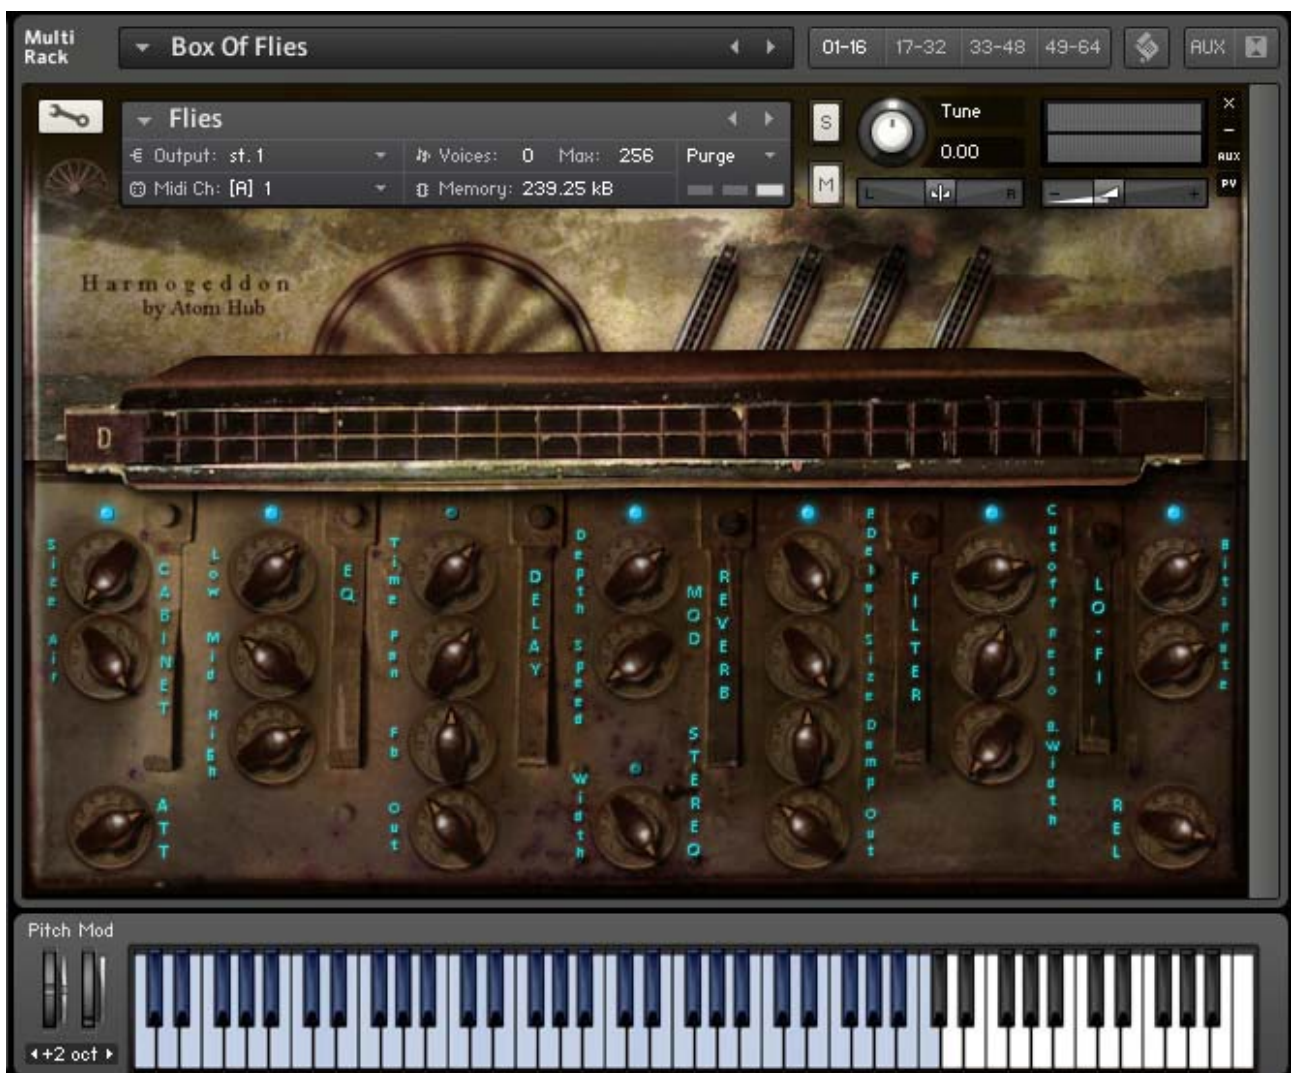 Multi
Rack
Box Of Flies
01-16 17-32 33-48 49-64
AUX
Flies
Output: st. 1
Voices: 0 Max: 256
Purge
Midi Ch: [A] 1
Memory: 239.25 kB
S
M
Tune
0.00
L R
- +
×
-
AUX
PV
Harmogeddon
by Atom Hub
D
Size Air
CABINET
Low Mid High
EQ
Time Pan Fb Out
DELAY
Depth Speed
Width
MOD
REVERB
STEREO
Size Damp Out
FILTER
Cutoff Reso B.Width
LO-FI
Bits Rate
ATT
REL
Pitch Mod
+2 oct